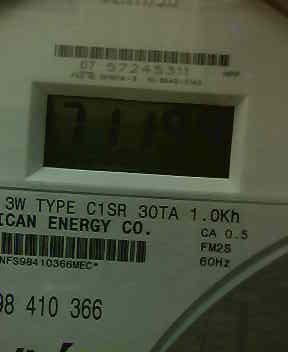 07 57245311
71194
3W TYPE C1SR 30TA 1.0Kh
ICAN ENERGY CO.
CA 0.5
FM2S
60Hz
NFS98410366MEC*
98 410 366